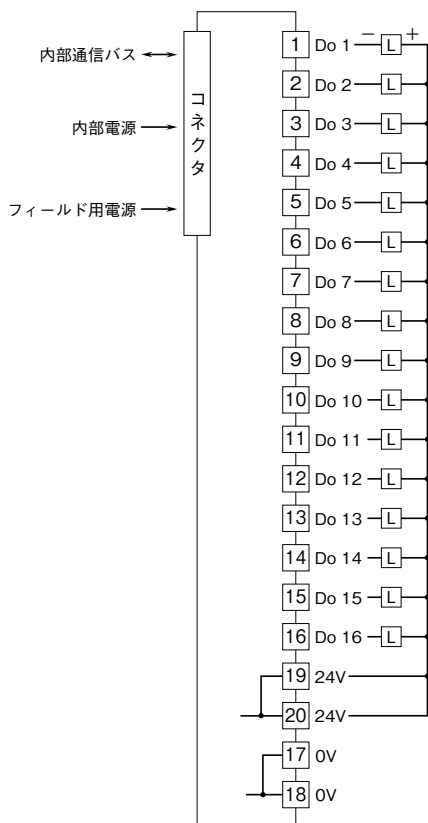 内部通信バス
内部電源
フィールド用電源
コネクタ
1 Do 1 − L +
2 Do 2 L
3 Do 3 L
4 Do 4 L
5 Do 5 L
6 Do 6 L
7 Do 7 L
8 Do 8 L
9 Do 9 L
10 Do 10 L
11 Do 11 L
12 Do 12 L
13 Do 13 L
14 Do 14 L
15 Do 15 L
16 Do 16 L
19 24V
20 24V
17 0V
18 0V